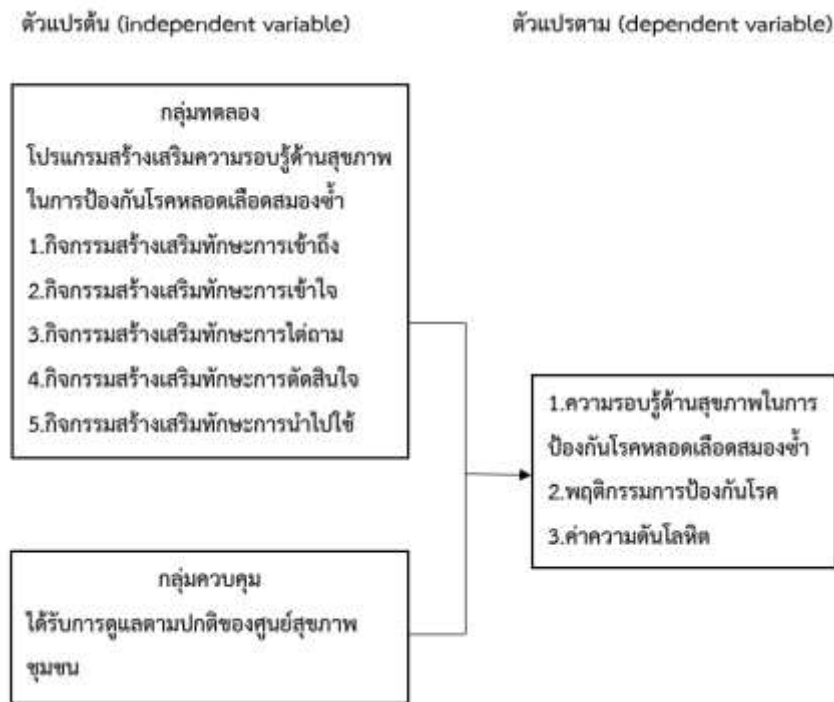 ตัวแปรต้น (independent variable)
ตัวแปรตาม (dependent variable)
กลุ่มทดลอง
โปรแกรมสร้างเสริมความรอบรู้ด้านสุขภาพ
ในการป้องกันโรคหลอดเลือดสมองซ้ำ
1.กิจกรรมสร้างเสริมทักษะการเข้าถึง
2.กิจกรรมสร้างเสริมทักษะการเข้าใจ
3.กิจกรรมสร้างเสริมทักษะการไต่ถาม
4.กิจกรรมสร้างเสริมทักษะการตัดสินใจ
5.กิจกรรมสร้างเสริมทักษะการนำไปใช้
1.ความรอบรู้ด้านสุขภาพในการ
ป้องกันโรคหลอดเลือดสมองซ้ำ
2.พฤติกรรมการป้องกันโรค
3.ค่าความดันโลหิต
กลุ่มควบคุม
ได้รับการดูแลตามปกติของศูนย์สุขภาพ
ชุมชน